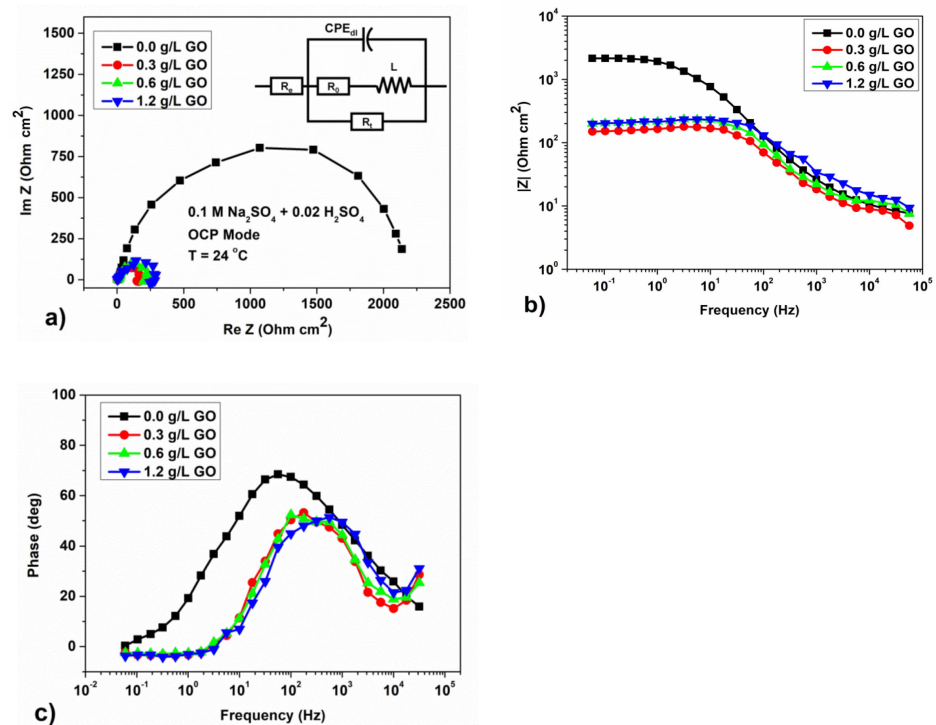 1500
1250
1000
750
500
250
0
Im Z (Ohm cm²)
0.0 g/L GO
0.3 g/L GO
0.6 g/L GO
1.2 g/L GO
CPEdl
Re
R0
L
Rt
0.1 M Na₂SO₄ + 0.02 H₂SO₄
OCP Mode
T = 24 °C
0 500 1000 1500 2000 2500
Re Z (Ohm cm²)
a)
10⁴
10³
10²
10¹
10⁰
|Z| (Ohm cm²)
0.0 g/L GO
0.3 g/L GO
0.6 g/L GO
1.2 g/L GO
10⁻¹ 10⁰ 10¹ 10² 10³ 10⁴ 10⁵
Frequency (Hz)
b)
100
80
60
40
20
0
Phase (deg)
0.0 g/L GO
0.3 g/L GO
0.6 g/L GO
1.2 g/L GO
10⁻² 10⁻¹ 10⁰ 10¹ 10² 10³ 10⁴ 10⁵
Frequency (Hz)
c)